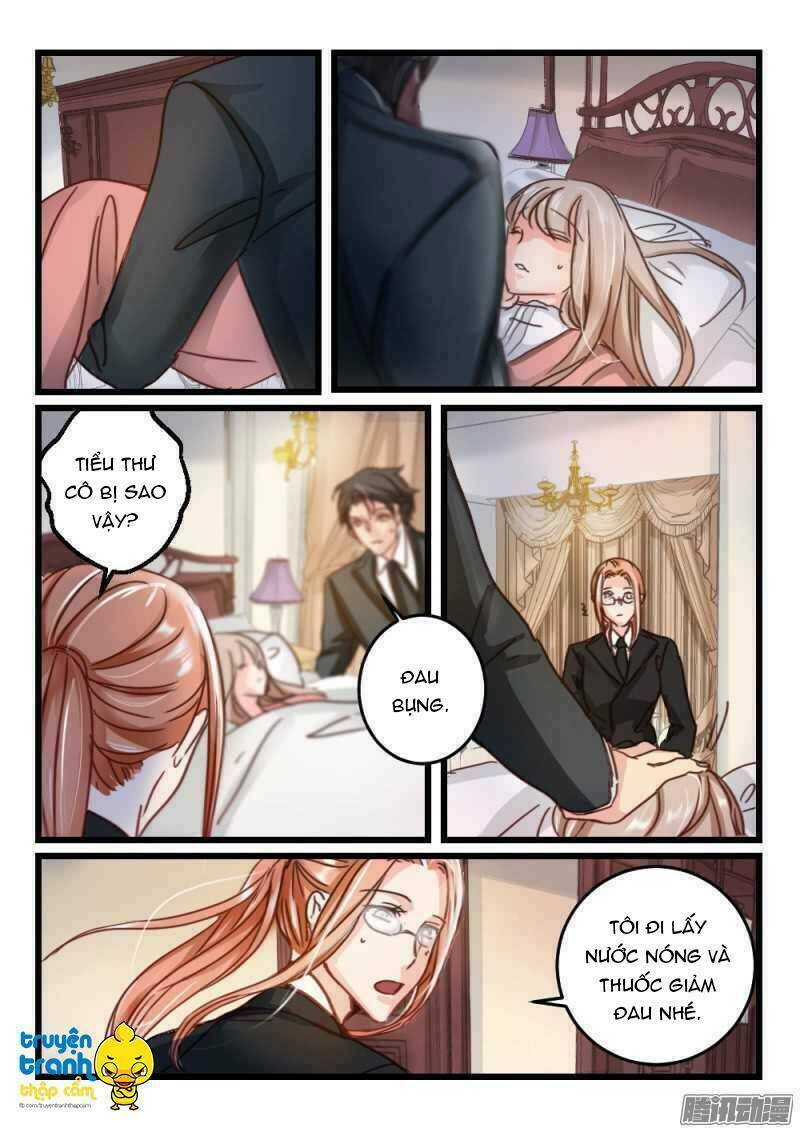 TIỂU THƯ
CÔ BỊ SAO
VẬY?
ĐAU
BỤNG.
TÔI ĐI LẤY
NƯỚC NÓNG VÀ
THUỐC GIẢM
ĐAU NHÉ.
truyện
tranh
thập cẩm
fb.com/truyentranhthapcam
腾讯动漫